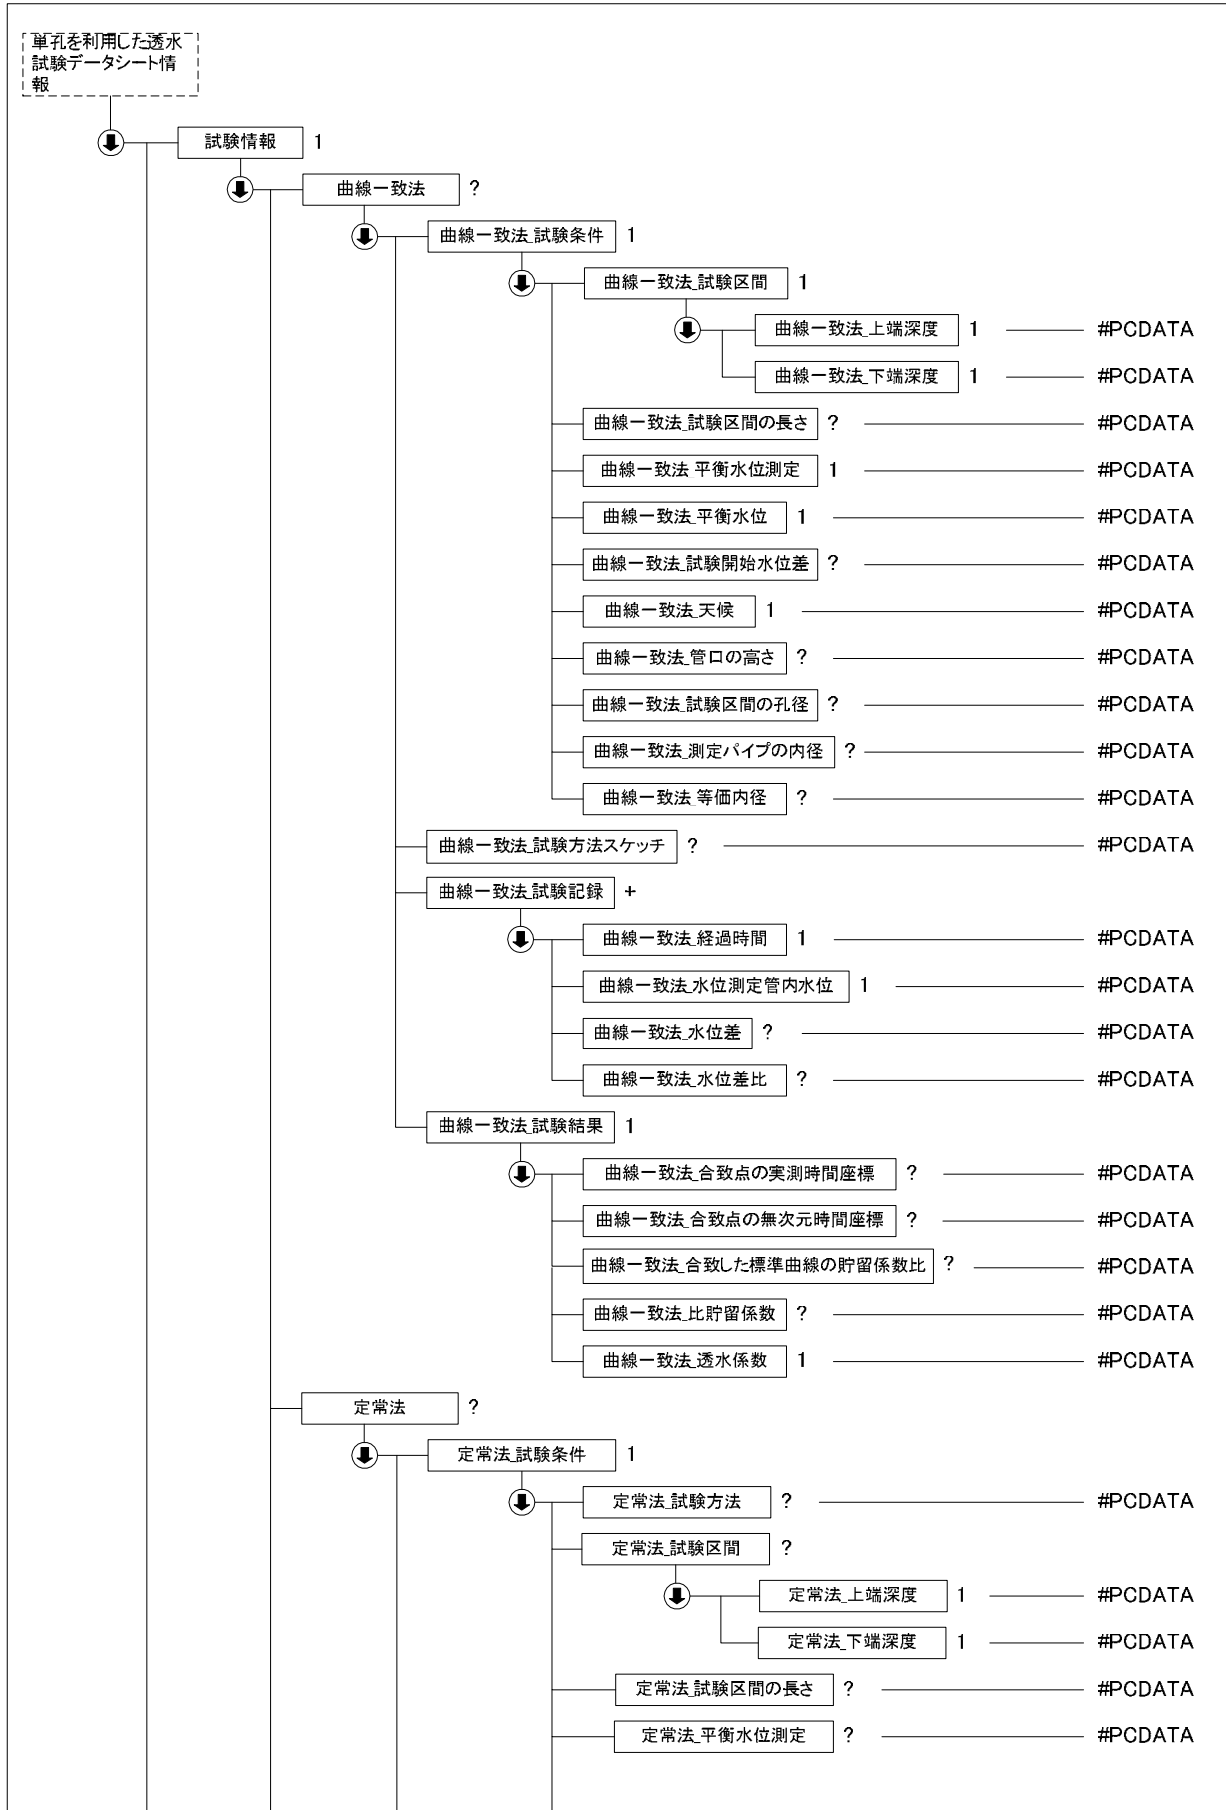 単孔を利用した透水
試験データシート情
報
試験情報 1
曲線一致法 ?
曲線一致法_試験条件 1
曲線一致法_試験区間 1
曲線一致法_上端深度 1 #PCDATA
曲線一致法_下端深度 1 #PCDATA
曲線一致法_試験区間の長さ ? #PCDATA
曲線一致法_平衡水位測定 1 #PCDATA
曲線一致法_平衡水位 1 #PCDATA
曲線一致法_試験開始水位差 ? #PCDATA
曲線一致法_天候 1 #PCDATA
曲線一致法_管口の高さ ? #PCDATA
曲線一致法_試験区間の孔径 ? #PCDATA
曲線一致法_測定パイプの内径 ? #PCDATA
曲線一致法_等価内径 ? #PCDATA
曲線一致法_試験方法スケッチ ? #PCDATA
曲線一致法_試験記録 +
曲線一致法_経過時間 1 #PCDATA
曲線一致法_水位測定管内水位 1 #PCDATA
曲線一致法_水位差 ? #PCDATA
曲線一致法_水位差比 ? #PCDATA
曲線一致法_試験結果 1
曲線一致法_合致点の実測時間座標 ? #PCDATA
曲線一致法_合致点の無次元時間座標 ? #PCDATA
曲線一致法_合致した標準曲線の貯留係数比 ? #PCDATA
曲線一致法_比貯留係数 ? #PCDATA
曲線一致法_透水係数 1 #PCDATA
定常法 ?
定常法_試験条件 1
定常法_試験方法 ? #PCDATA
定常法_試験区間 ?
定常法_上端深度 1 #PCDATA
定常法_下端深度 1 #PCDATA
定常法_試験区間の長さ ? #PCDATA
定常法_平衡水位測定 ? #PCDATA